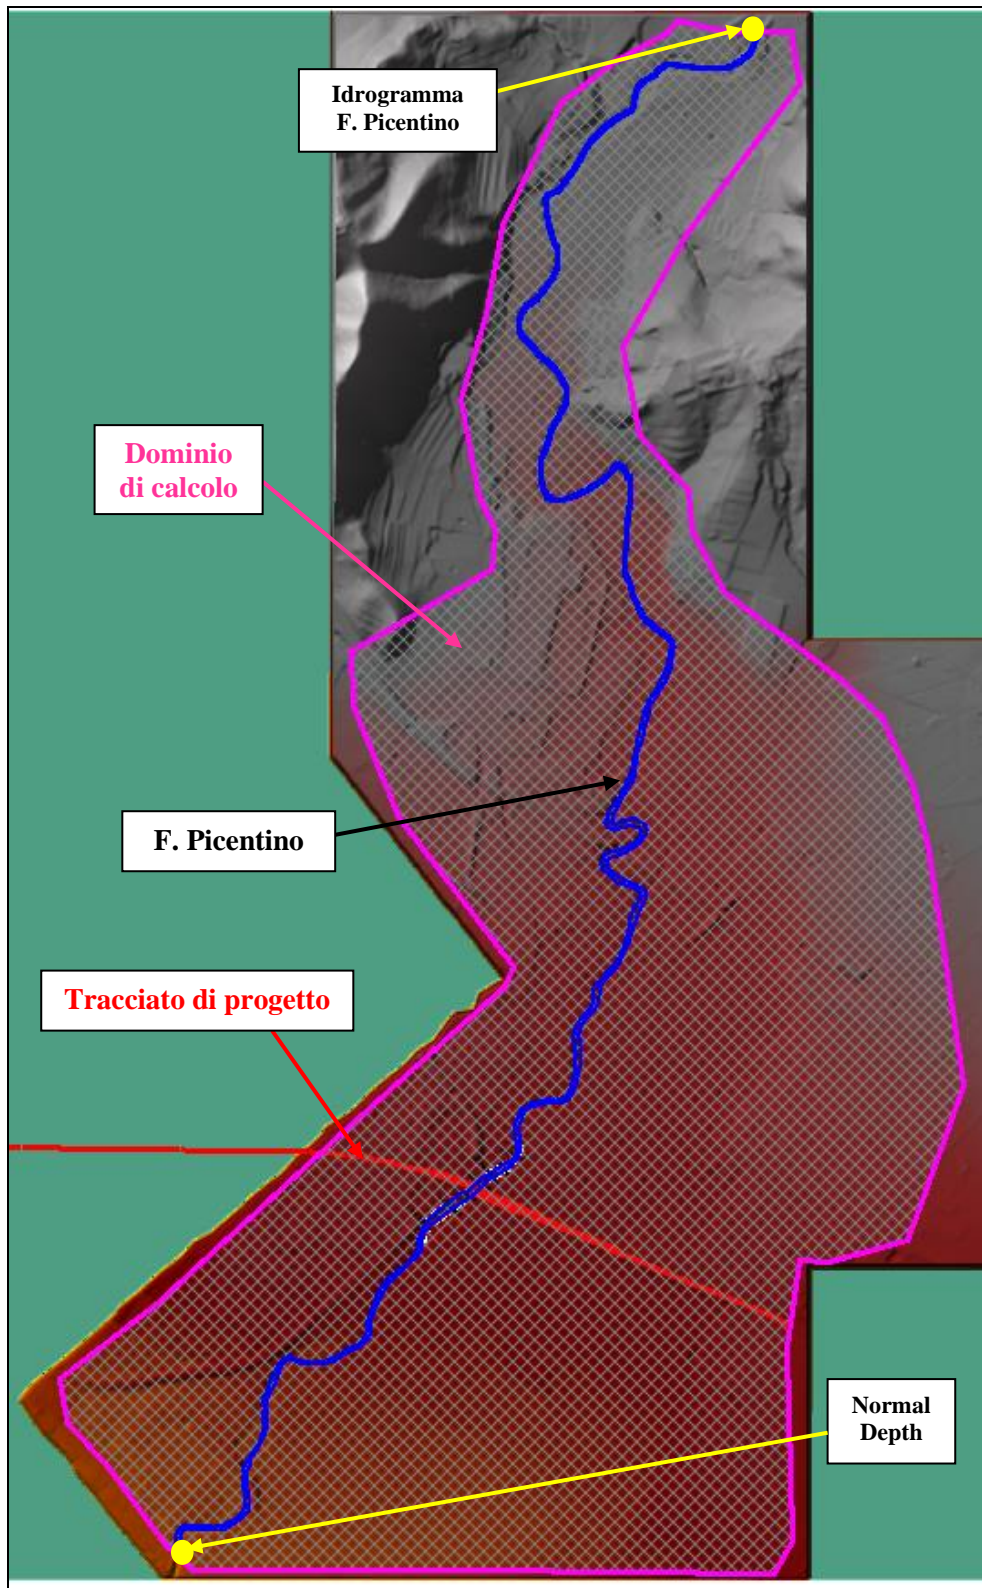 Idrogramma
F. Picentino
Dominio
di calcolo
F. Picentino
Tracciato di progetto
Normal
Depth